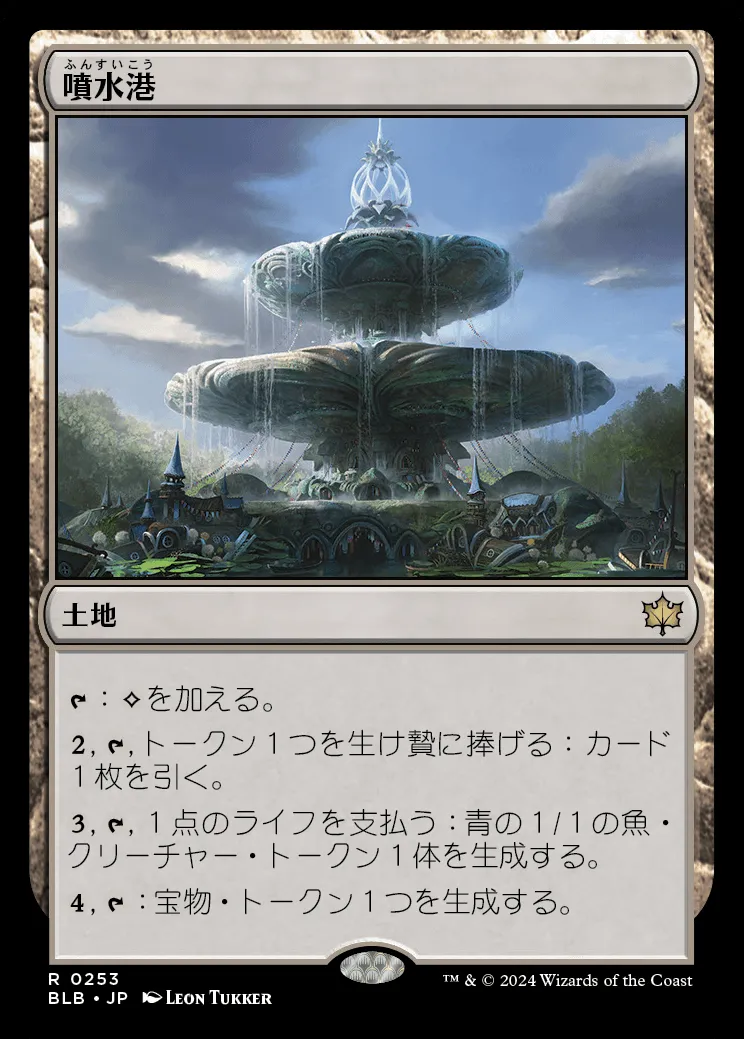 ふんすいこう
噴水港
土地
：を加える。
2, ,トークン１つを生け贄に捧げる：カード
１枚を引く。
3, ,１点のライフを支払う：青の１/１の魚・
クリーチャー・トークン１体を生成する。
4, ：宝物・トークン１つを生成する。
R 0253
™ & © 2024 Wizards of the Coast
BLB • JP LEON TUKKER